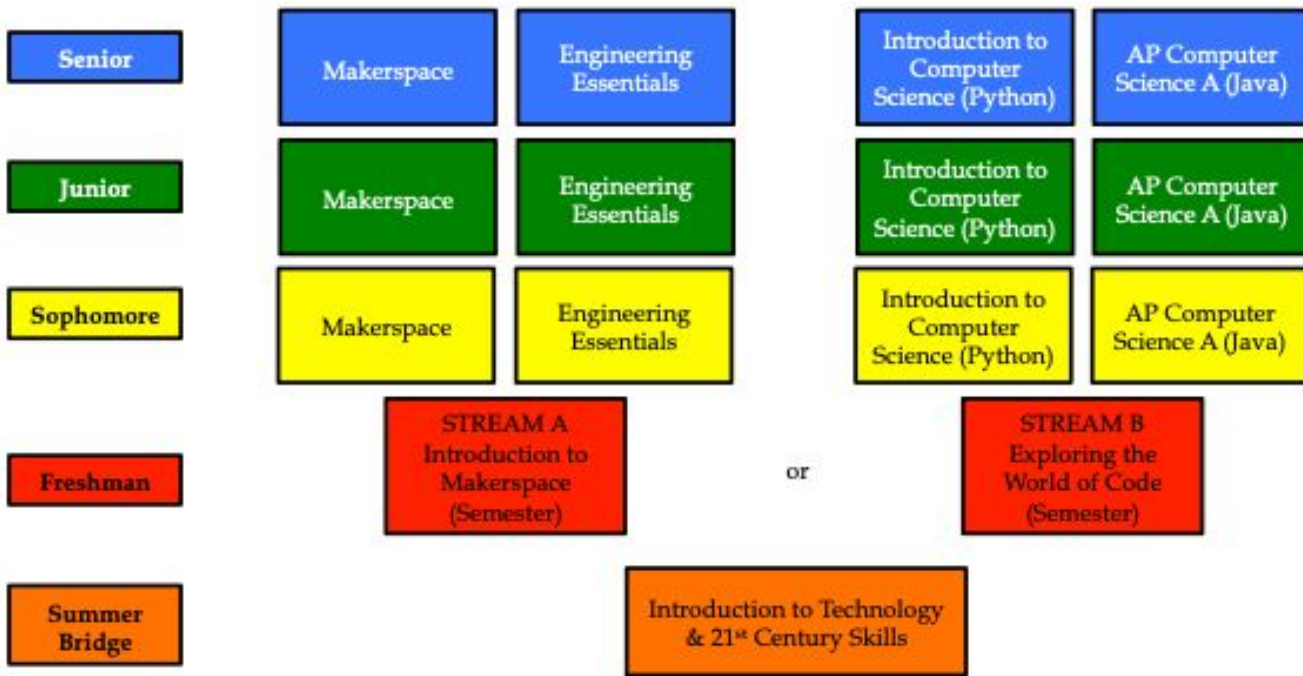 Senior
Makerspace
Engineering
Essentials
Introduction to
Computer
Science (Python)
AP Computer
Science A (Java)
Junior
Makerspace
Engineering
Essentials
Introduction to
Computer
Science (Python)
AP Computer
Science A (Java)
Sophomore
Makerspace
Engineering
Essentials
Introduction to
Computer
Science (Python)
AP Computer
Science A (Java)
Freshman
STREAM A
Introduction to
Makerspace
(Semester)
or
STREAM B
Exploring the
World of Code
(Semester)
Summer
Bridge
Introduction to Technology
& 21st Century Skills